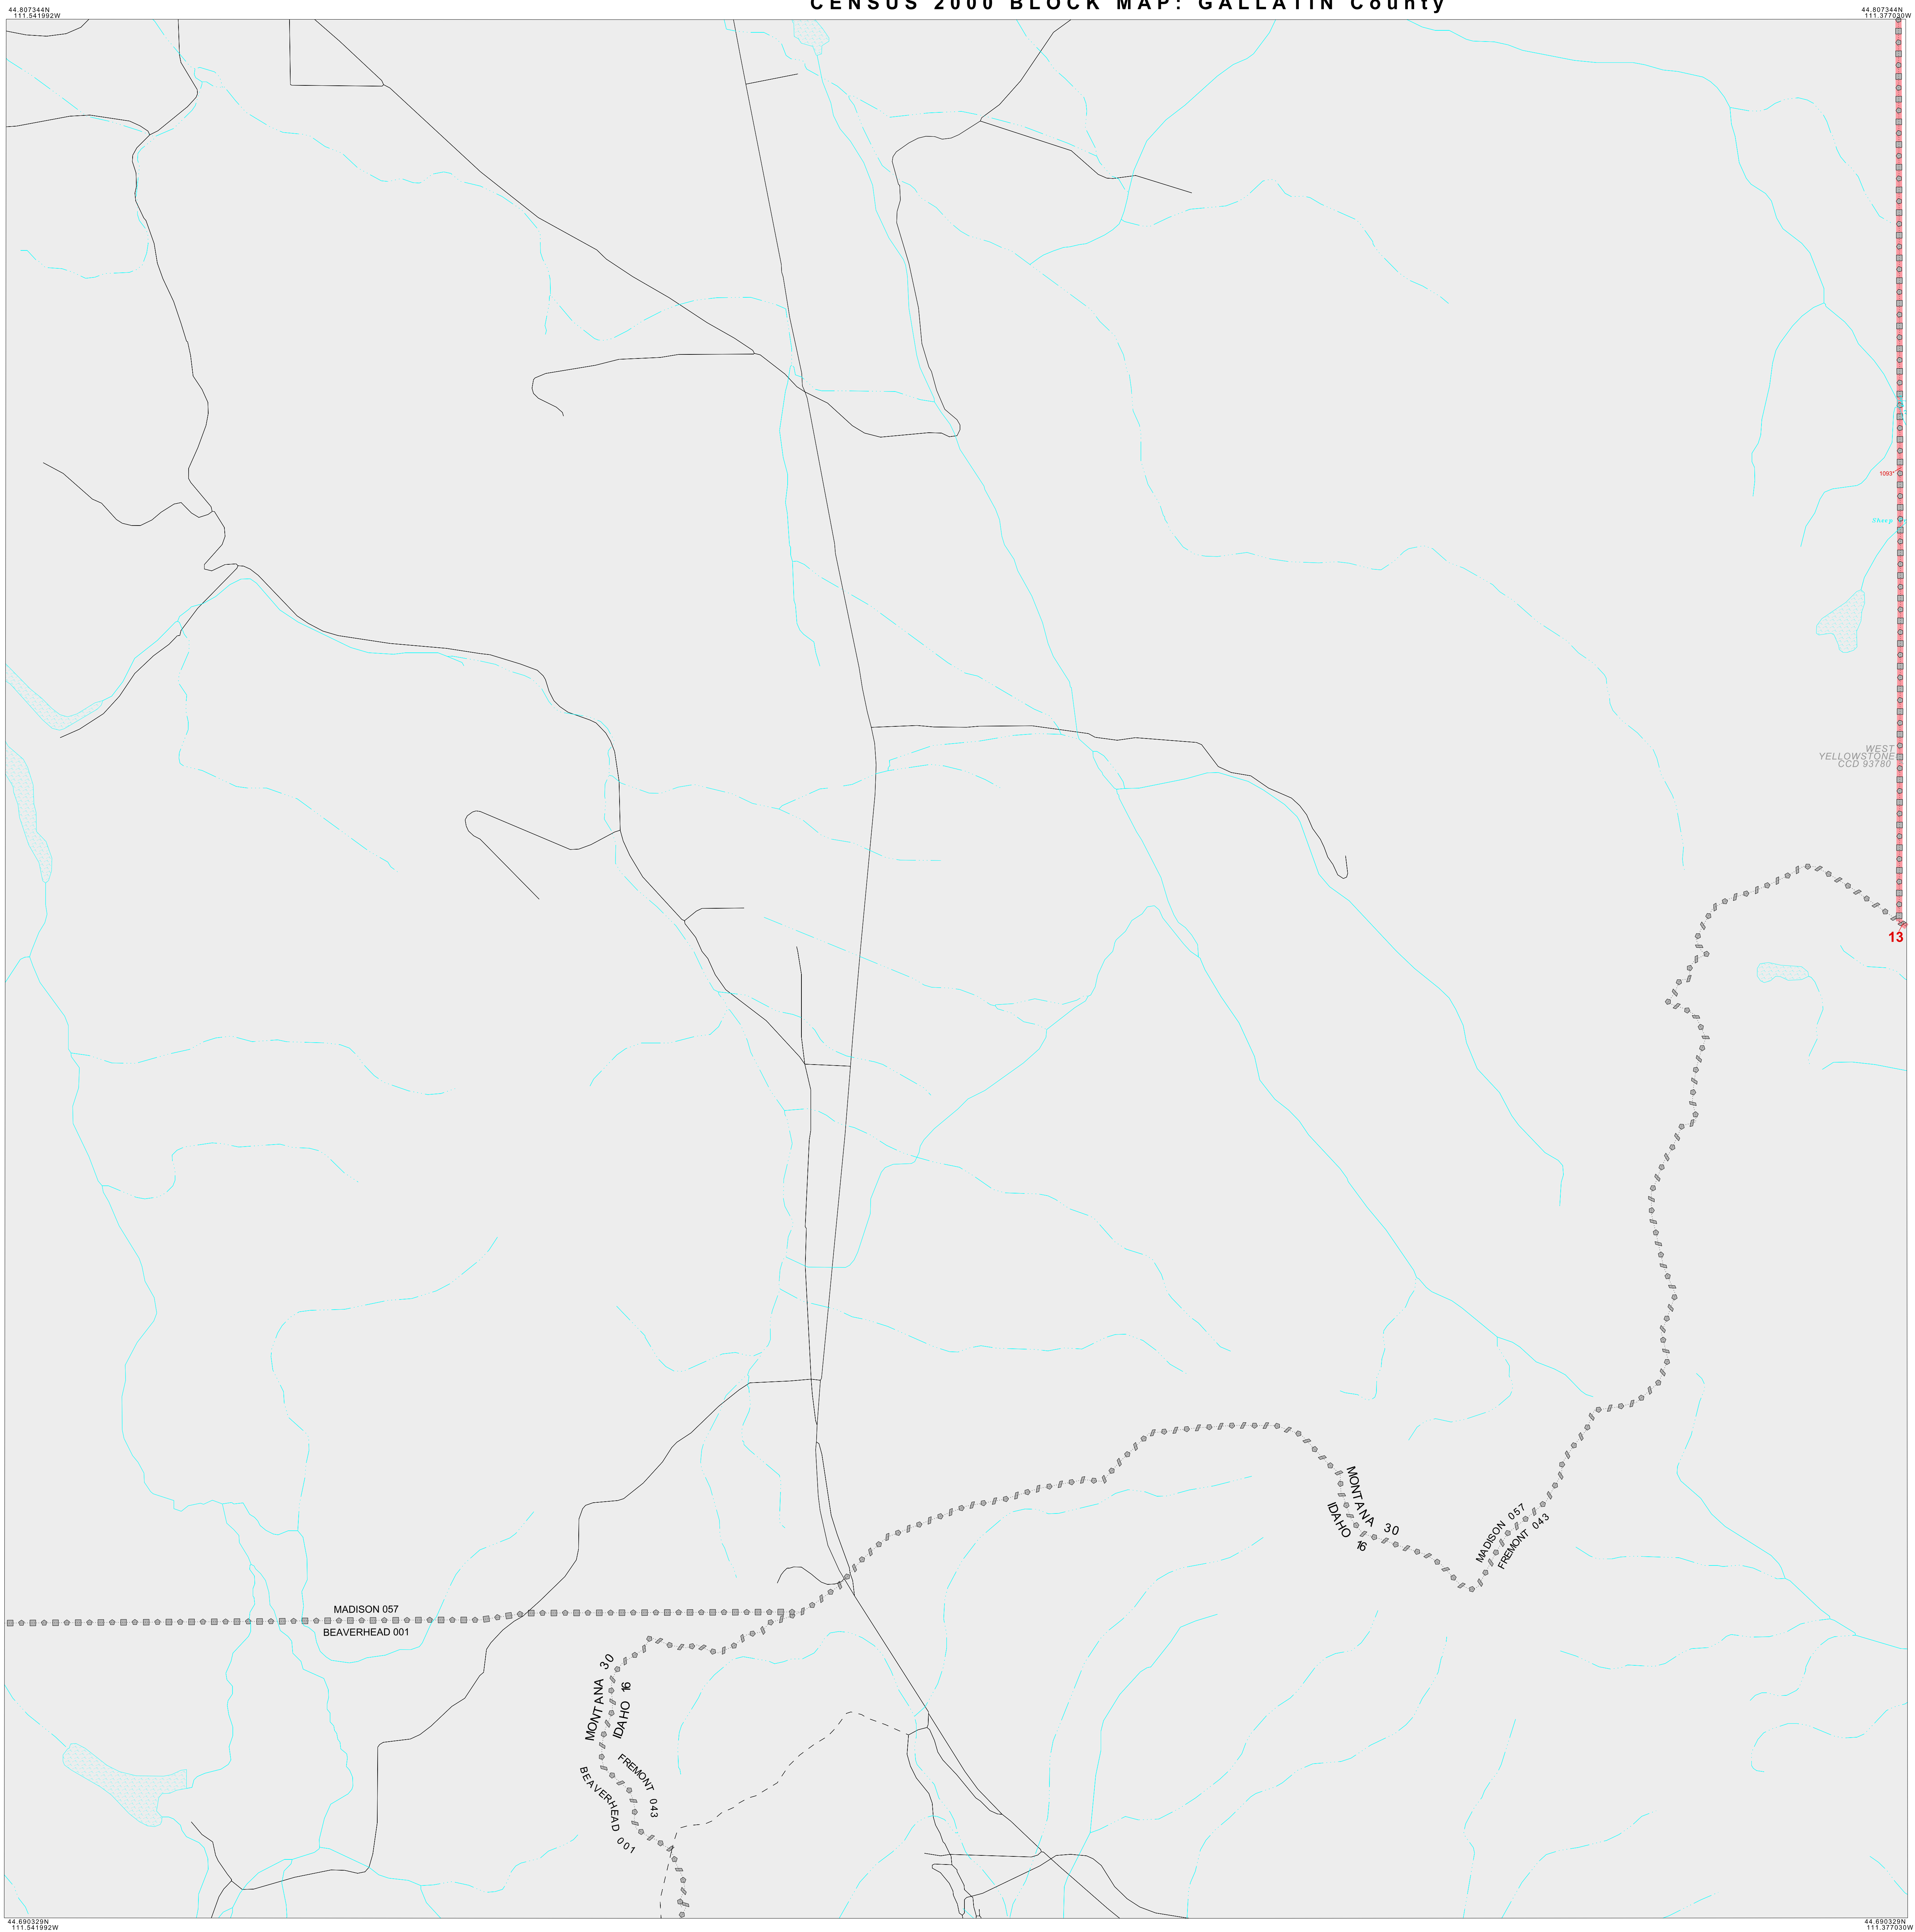 CENSUS 2000 BLOCK MAP: GALLATIN County
44.807344N
111.541992W
44.807344N
111.377030W
1093
Sheep
WEST
YELLOWSTONE
CCD 93780
13
MONTANA 30
IDAHO 16
MADISON 057
FREMONT 043
MADISON 057
BEAVERHEAD 001
MONTANA 30
IDAHO 16
FREMONT 043
BEAVERHEAD 001
44.690329N
111.541992W
44.690329N
111.377030W